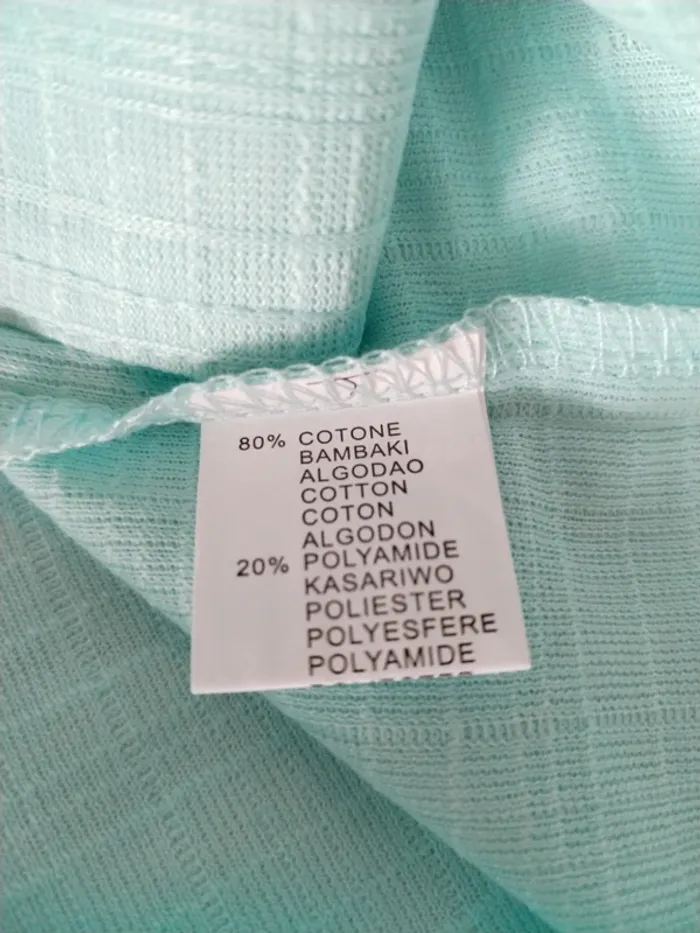 80% COTONE
BAMBAKI
ALGODAO
COTTON
COTON
ALGODON
20% POLYAMIDE
KASARIWO
POLIESTER
POLYESFERE
POLYAMIDE